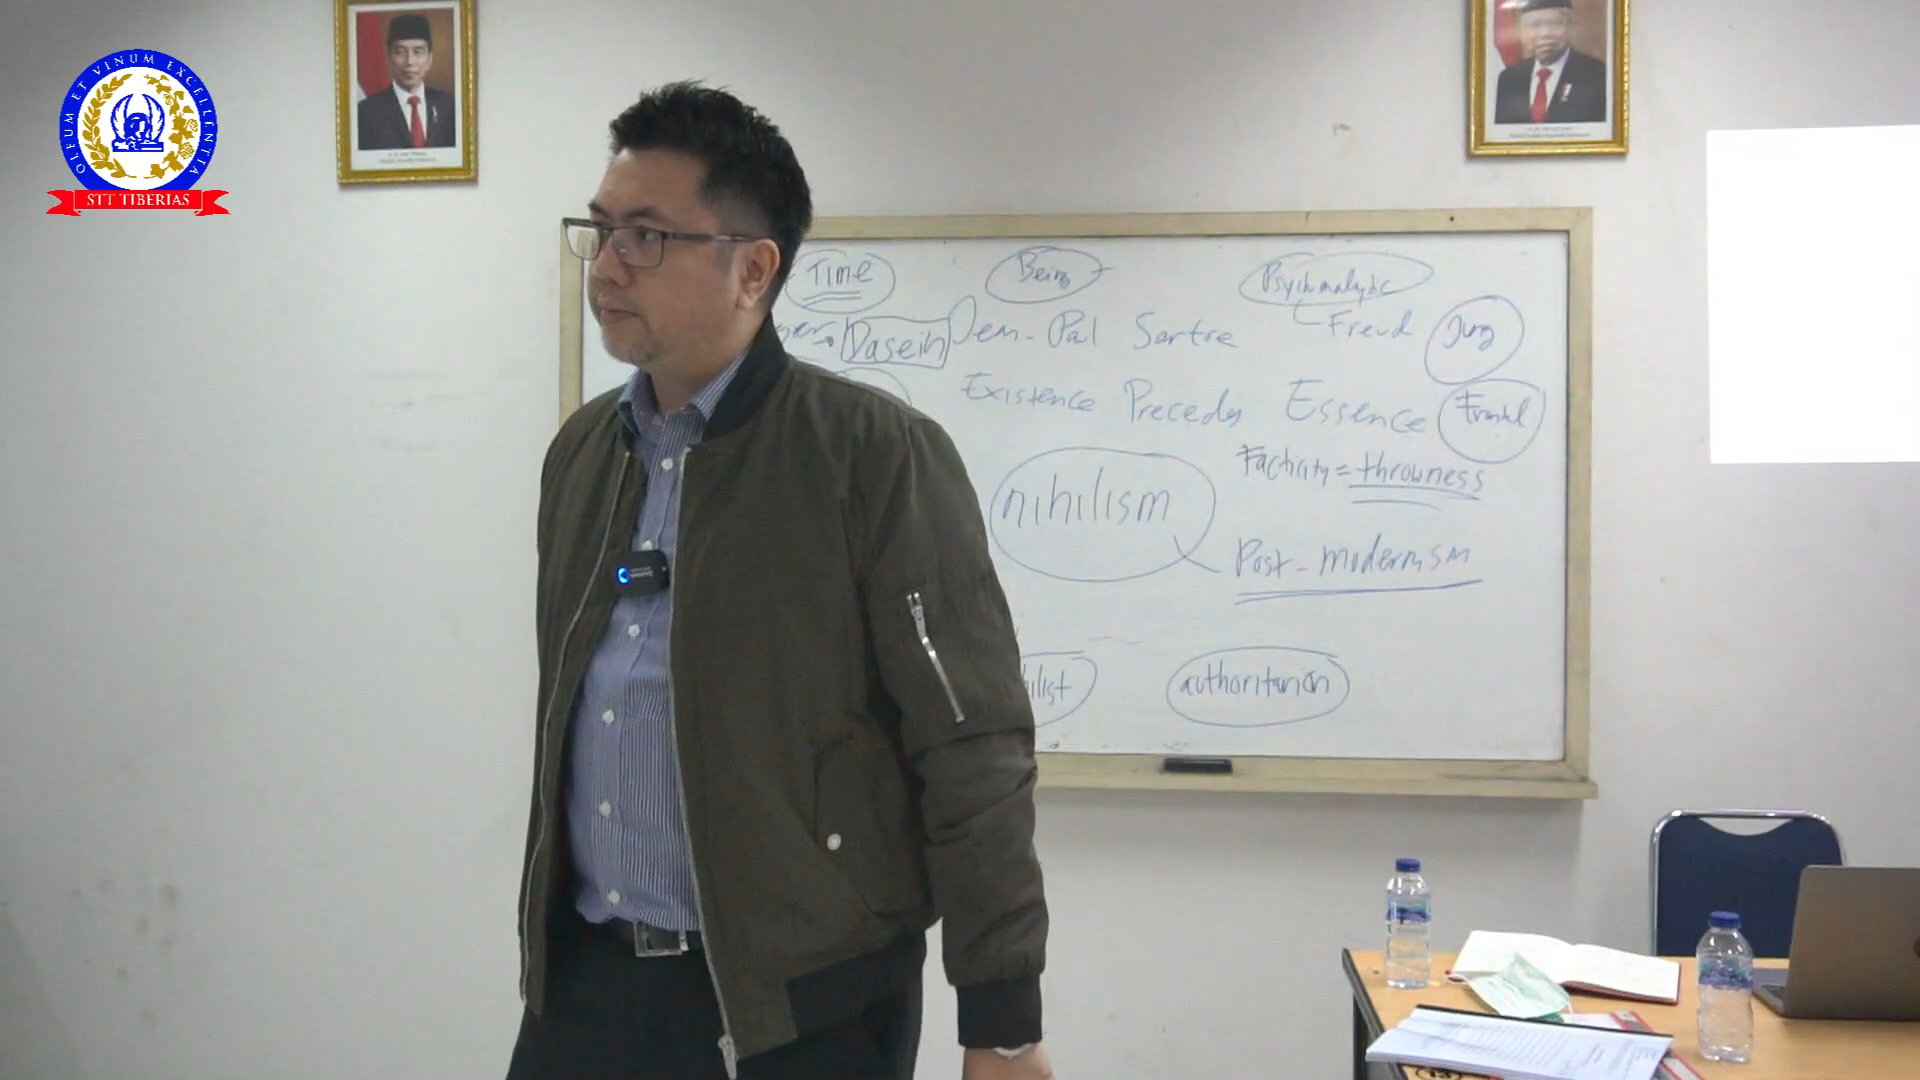 OLEUM ET VINUM EXCELLENTIA
STT TIBERIAS
Time
Being
Psychoanalytic
Freud
Jung
Dasein
Jean-Pal Sartre
Existence Precedes Essence
Frankl
nihilism
Facticity = throwness
Post-modernism
authoritarian